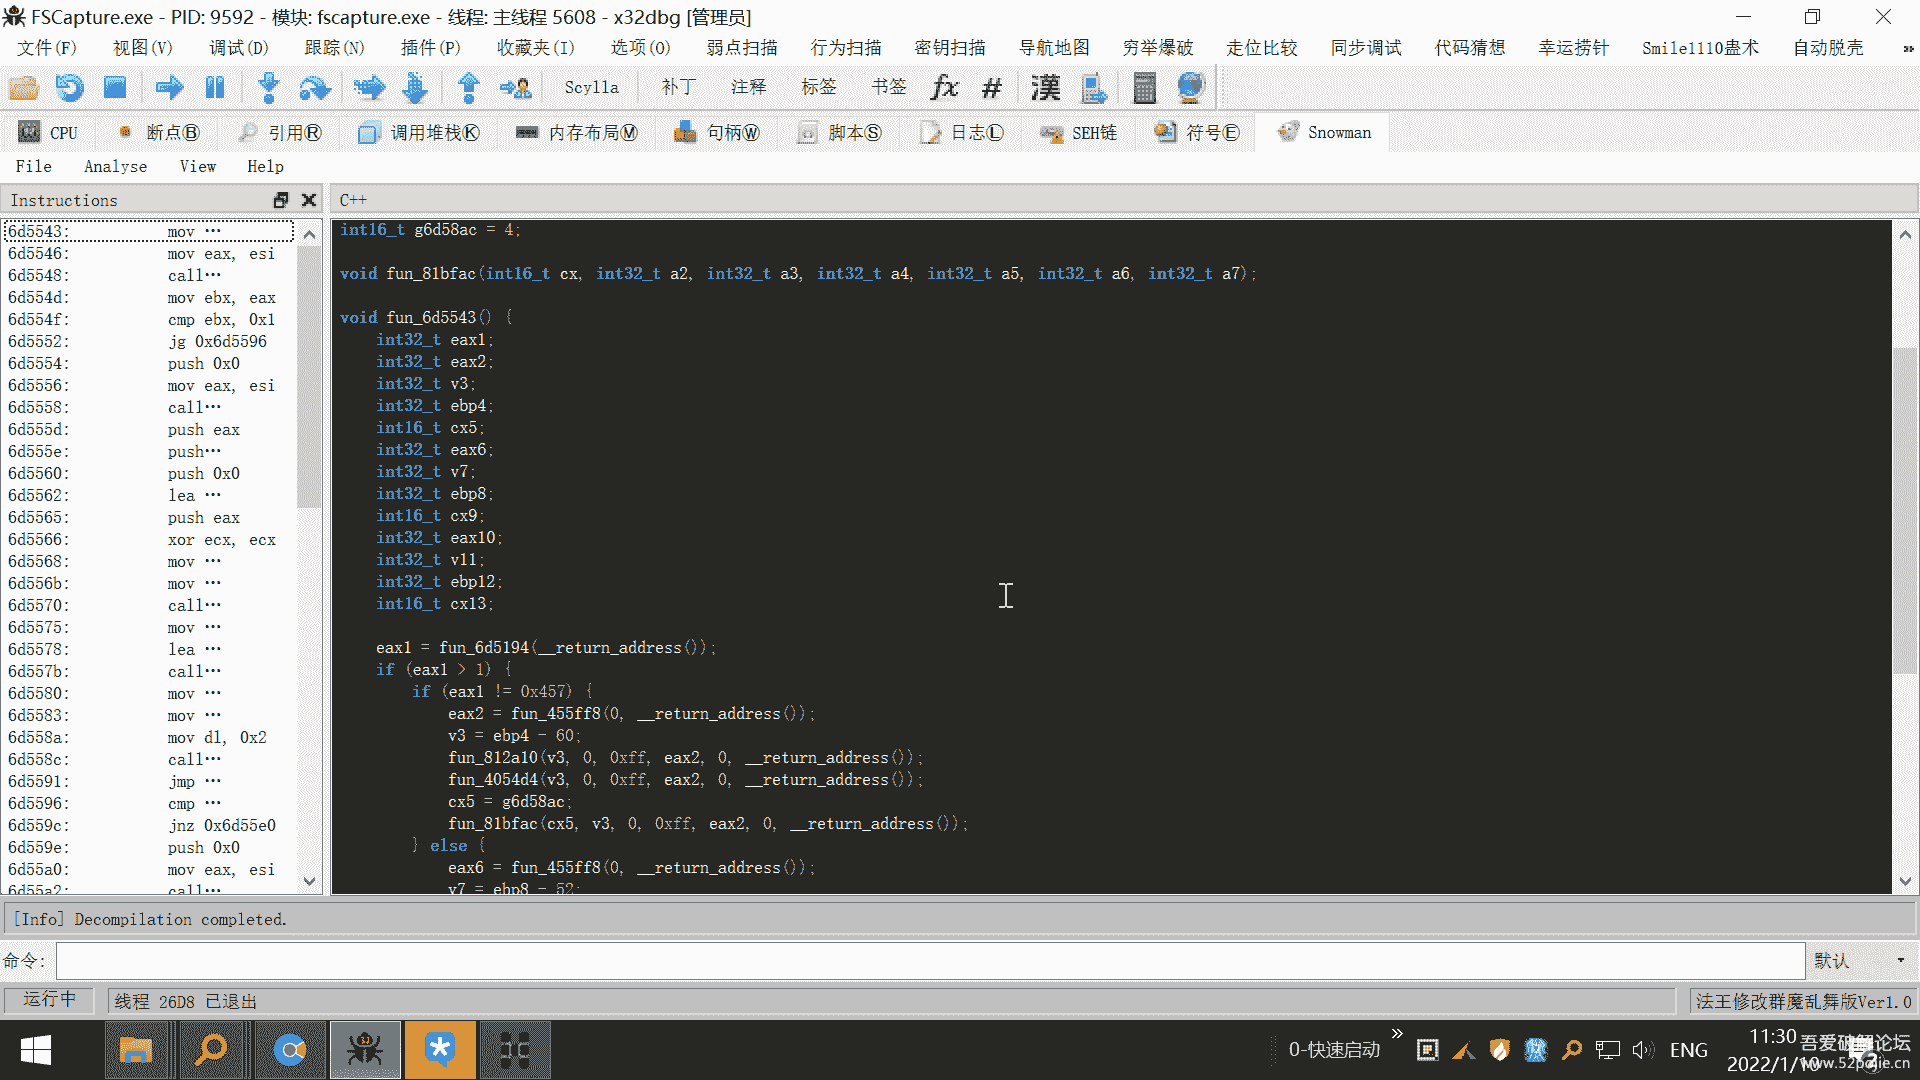 FSCapture.exe - PID: 9592 - 模块: fscapture.exe - 线程: 主线程 5608 - x32dbg [管理员]
文件(F) 视图(V) 调试(D) 跟踪(N) 插件(P) 收藏夹(I) 选项(O) 弱点扫描 行为扫描 密钥扫描 导航地图 穷举爆破 走位比较 同步调试 代码猜想 幸运捞针 Smile1110蛊术 自动脱壳 »
Scylla 补丁 注释 标签 书签 fx # 漢
CPU 断点Ⓑ 引用Ⓡ 调用堆栈Ⓚ 内存布局Ⓜ 句柄Ⓦ 脚本Ⓢ 日志Ⓛ SEH链 符号Ⓔ Snowman
File Analyse View Help
Instructions
6d5543: mov …
6d5546: mov eax, esi
6d5548: call…
6d554d: mov ebx, eax
6d554f: cmp ebx, 0x1
6d5552: jg 0x6d5596
6d5554: push 0x0
6d5556: mov eax, esi
6d5558: call…
6d555d: push eax
6d555e: push…
6d5560: push 0x0
6d5562: lea …
6d5565: push eax
6d5566: xor ecx, ecx
6d5568: mov …
6d556b: mov …
6d5570: call…
6d5575: mov …
6d5578: lea …
6d557b: call…
6d5580: mov …
6d5583: mov …
6d558a: mov dl, 0x2
6d558c: call…
6d5591: jmp …
6d5596: cmp …
6d559c: jnz 0x6d55e0
6d559e: push 0x0
6d55a0: mov eax, esi
6d55a2: call…
C++
int16_t g6d58ac = 4;
void fun_81bfac(int16_t cx, int32_t a2, int32_t a3, int32_t a4, int32_t a5, int32_t a6, int32_t a7);
void fun_6d5543() {
int32_t eax1;
int32_t eax2;
int32_t v3;
int32_t ebp4;
int16_t cx5;
int32_t eax6;
int32_t v7;
int32_t ebp8;
int16_t cx9;
int32_t eax10;
int32_t v11;
int32_t ebp12;
int16_t cx13;
eax1 = fun_6d5194(__return_address());
if (eax1 > 1) {
if (eax1 != 0x457) {
eax2 = fun_455ff8(0, __return_address());
v3 = ebp4 - 60;
fun_812a10(v3, 0, 0xff, eax2, 0, __return_address());
fun_4054d4(v3, 0, 0xff, eax2, 0, __return_address());
cx5 = g6d58ac;
fun_81bfac(cx5, v3, 0, 0xff, eax2, 0, __return_address());
} else {
eax6 = fun_455ff8(0, __return_address());
v7 = ebp8 - 52;
[Info] Decompilation completed.
命令: 默认
运行中 线程 26D8 已退出 法王修改群魔乱舞版Ver1.0
0-快速启动 » ENG 11:30
2022/1/10
吾爱破解论坛
www.52pojie.cn